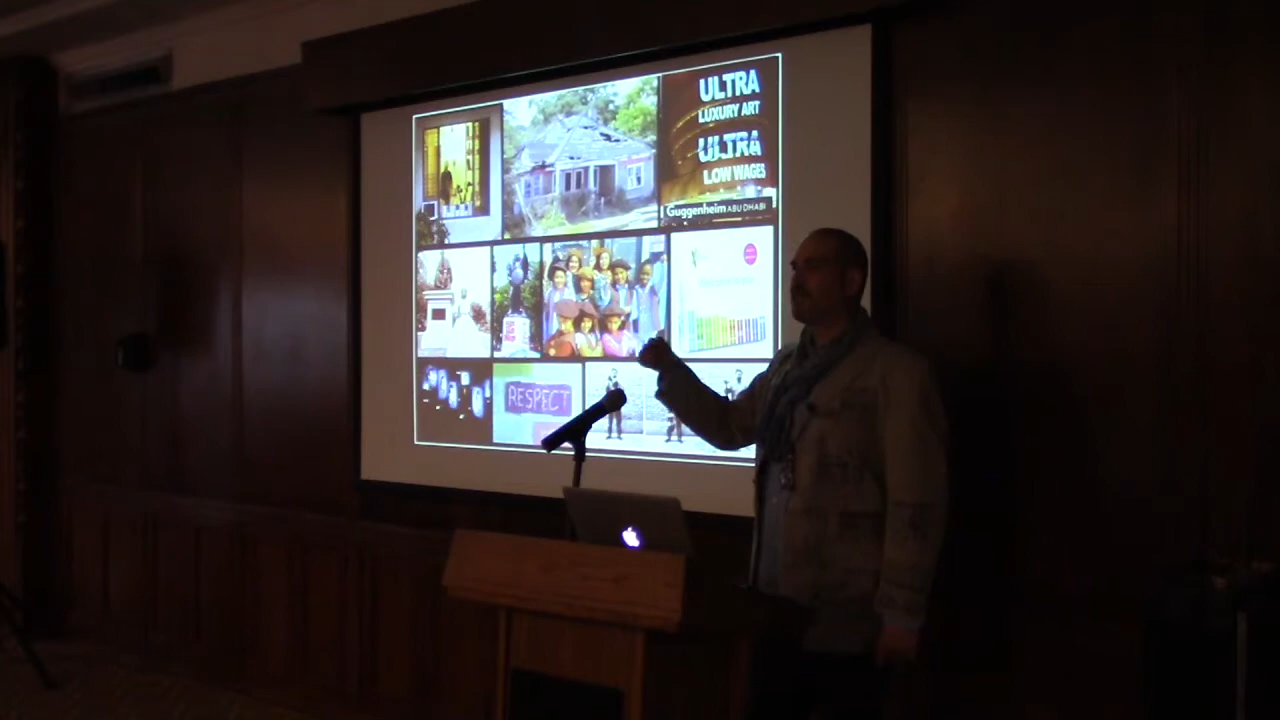 ULTRA
LUXURY ART
ULTRA
LOW WAGES
Guggenheim ABU DHABI
RESPECT